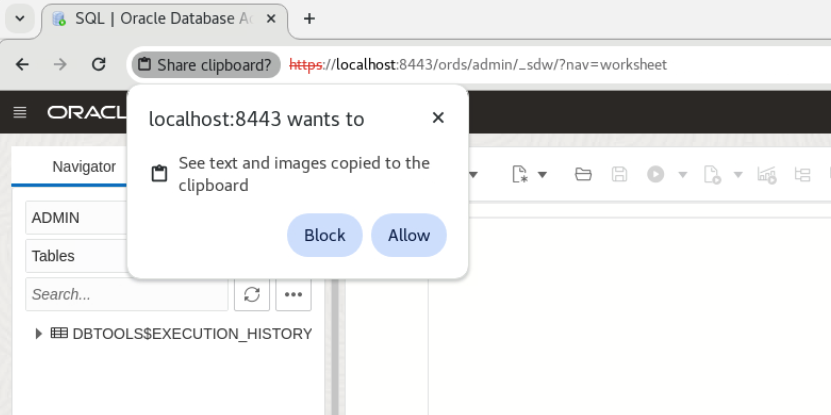 SQL | Oracle Database A
Share clipboard?
https://localhost:8443/ords/admin/_sdw/?nav=worksheet
ORACL
localhost:8443 wants to
See text and images copied to the
clipboard
Block
Allow
Navigator
ADMIN
Tables
Search...
DBTOOLS$EXECUTION_HISTORY